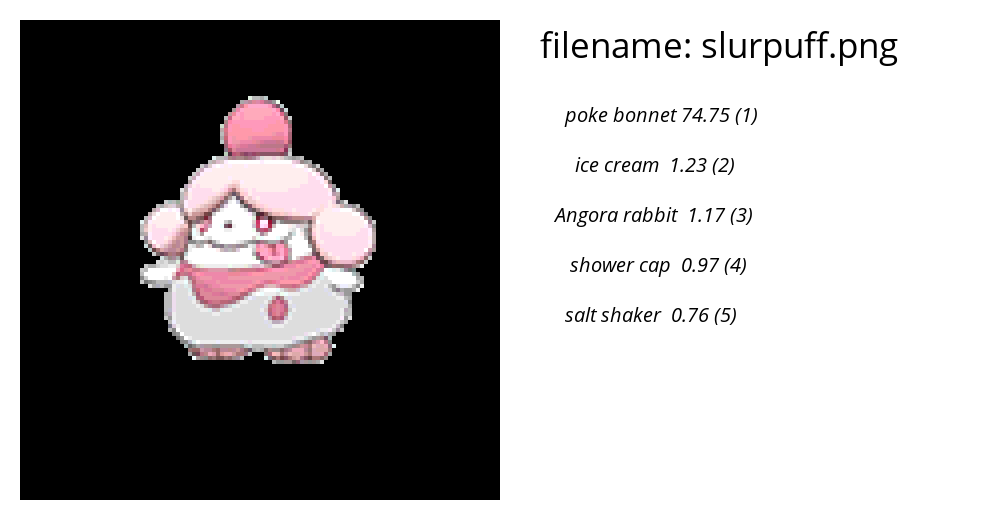 filename: slurpuff.png
poke bonnet 74.75 (1)
ice cream 1.23 (2)
Angora rabbit 1.17 (3)
shower cap 0.97 (4)
salt shaker 0.76 (5)